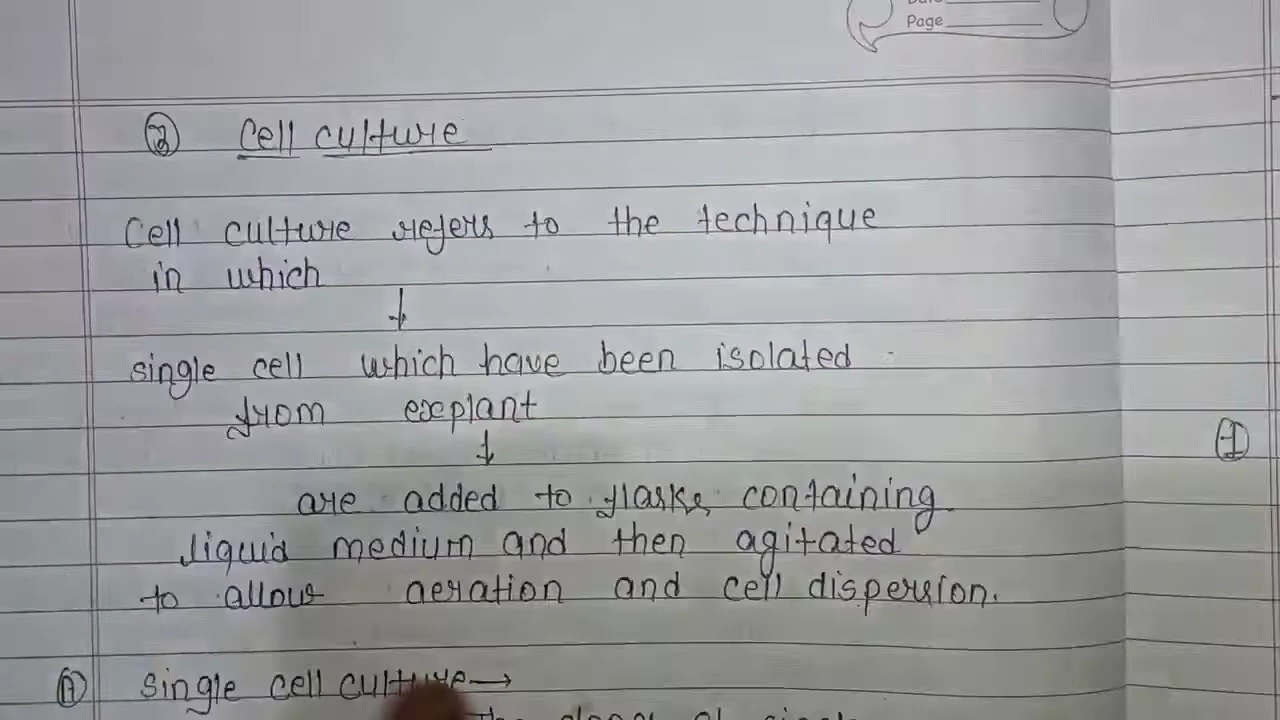 Page
② Cell culture
Cell culture refers to the technique
in which
↓
single cell which have been isolated
from explant
↓
are added to flasks containing
liquid medium and then agitated
to allow aeration and cell dispersion.
Ⓐ single cell culture →